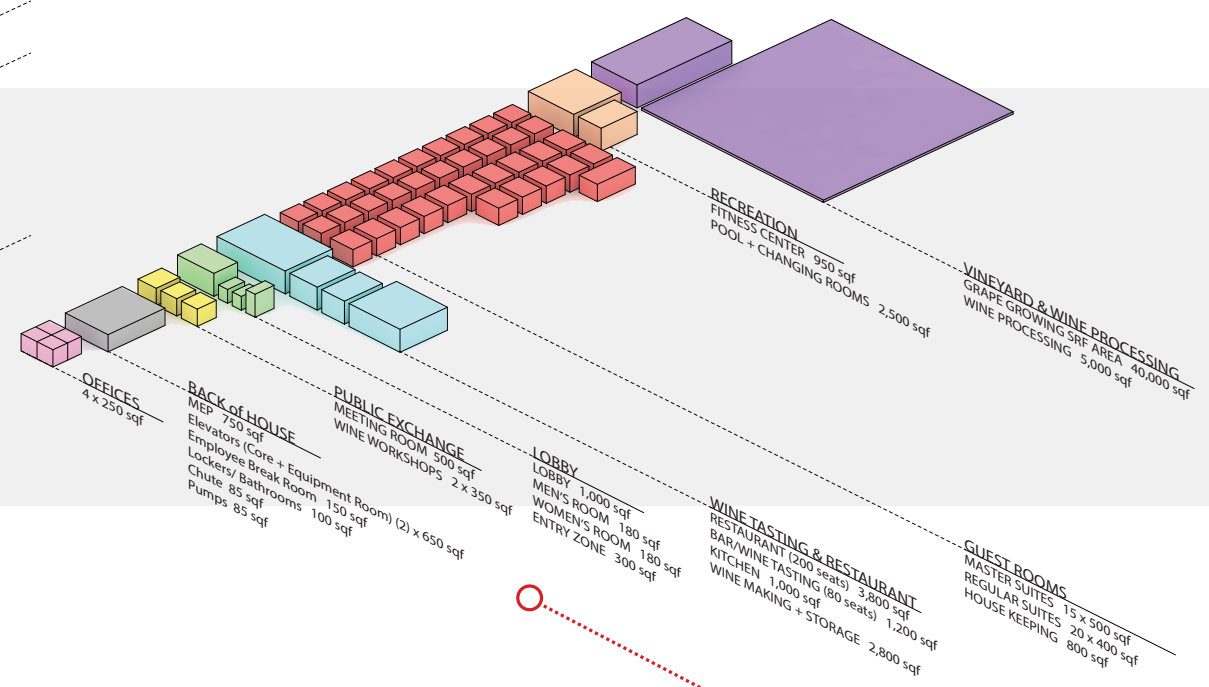 RECREATION
FITNESS CENTER 950 sqf
POOL + CHANGING ROOMS 2,500 sqf
VINEYARD & WINE PROCESSING
GRAPE GROWING SRF AREA 40,000 sqf
WINE PROCESSING 5,000 sqf
OFFICES
4 x 250 sqf
BACK of HOUSE
MEP 750 sqf
Elevators (Core + Equipment Room) (2) x 650 sqf
Employee Break Room 150 sqf
Lockers/ Bathrooms 100 sqf
Chute 85 sqf
Pumps 85 sqf
PUBLIC EXCHANGE
MEETING ROOM 500 sqf
WINE WORKSHOPS 2 x 350 sqf
LOBBY
LOBBY 1,000 sqf
MEN'S ROOM 180 sqf
WOMEN'S ROOM 180 sqf
ENTRY ZONE 300 sqf
WINE TASTING & RESTAURANT
RESTAURANT (200 seats) 3,800 sqf
BAR/WINE TASTING (80 seats) 1,200 sqf
KITCHEN 1,000 sqf
WINE MAKING + STORAGE 2,800 sqf
GUEST ROOMS
MASTER SUITES 15 x 500 sqf
REGULAR SUITES 20 x 400 sqf
HOUSE KEEPING 800 sqf